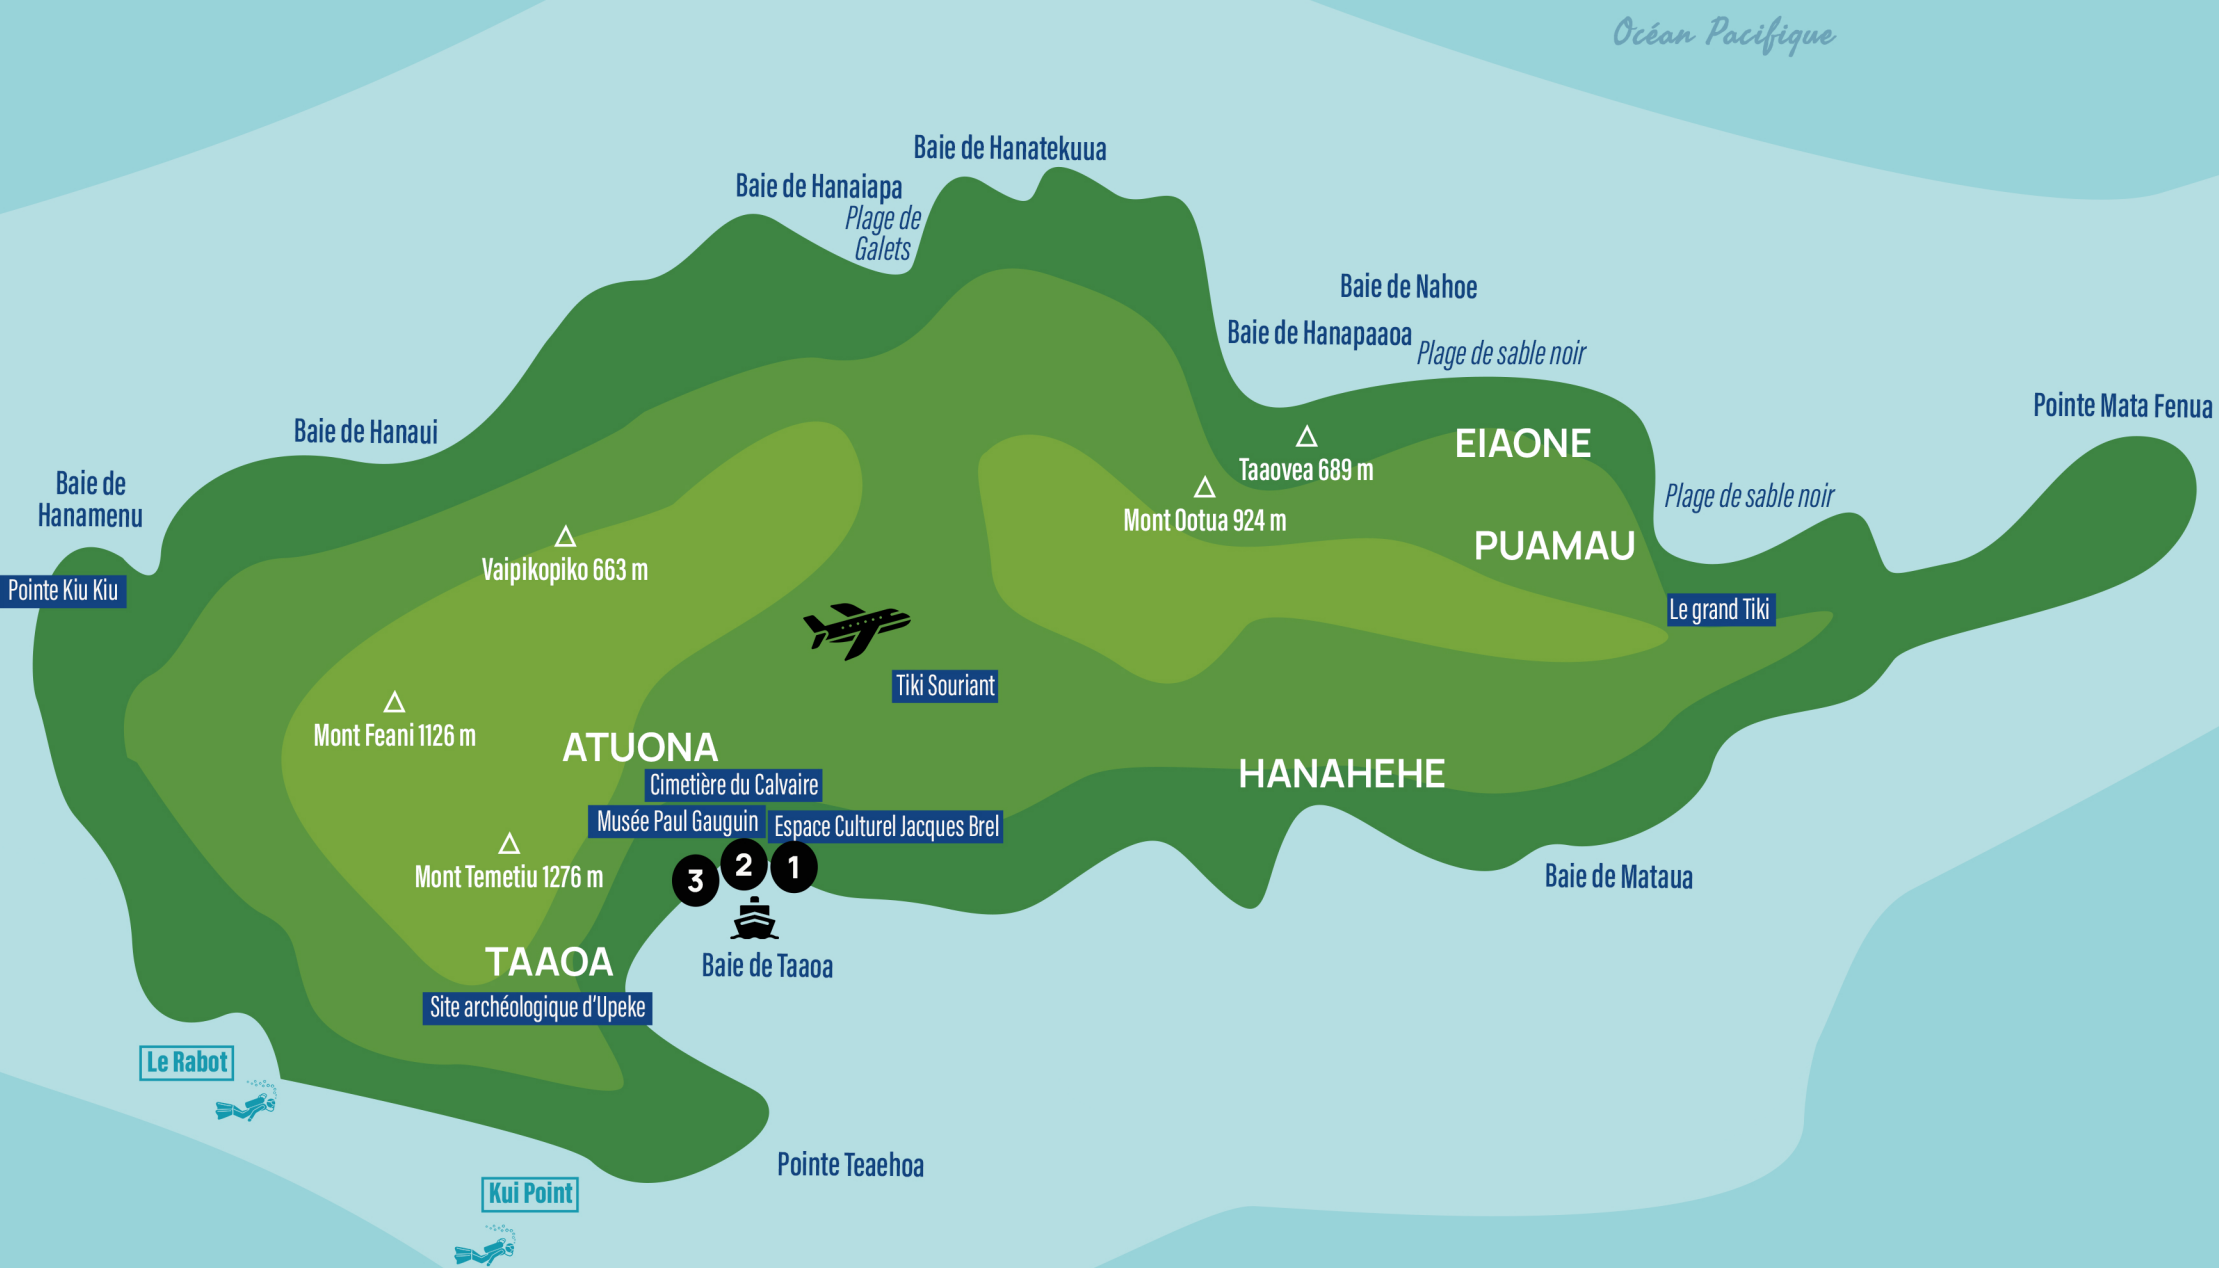 Océan Pacifique
Baie de Hanatekuua
Baie de Hanaiapa
Plage de
Galets
Baie de Nahoe
Baie de Hanapaaoa
Plage de sable noir
Pointe Mata Fenua
Baie de Hanaui
EIAONE
Taaovea 689 m
Baie de
Hanamenu
Plage de sable noir
Mont Ootua 924 m
PUAMAU
Vaipikopiko 663 m
Pointe Kiu Kiu
Le grand Tiki
Tiki Souriant
Mont Feani 1126 m
ATUONA
HANAHEHE
Cimetière du Calvaire
Musée Paul Gauguin
Espace Culturel Jacques Brel
3
2
1
Mont Temetiu 1276 m
Baie de Mataua
TAAOA
Baie de Taaoa
Site archéologique d'Upeke
Le Rabot
Pointe Teaehoa
Kui Point